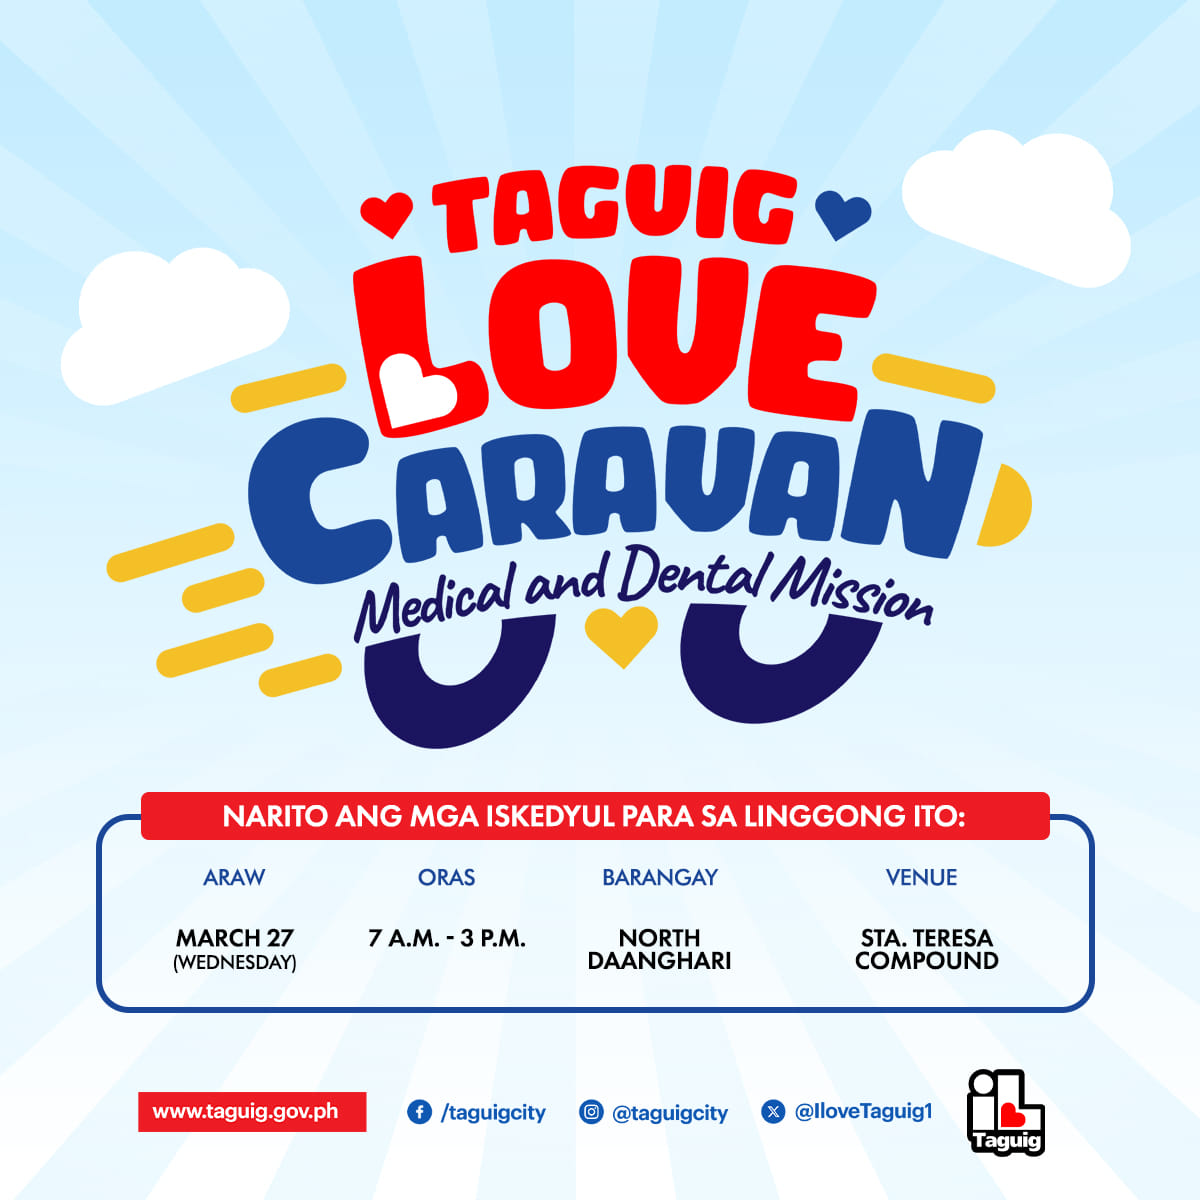 TAGUIG
LOVE
CARAVAN
Medical and Dental Mission
NARITO ANG MGA ISKEDYUL PARA SA LINGGONG ITO:
ARAW ORAS BARANGAY VENUE
MARCH 27 7 A.M. - 3 P.M. NORTH STA. TERESA
(WEDNESDAY) DAANGHARI COMPOUND
www.taguig.gov.ph /taguigcity @taguigcity @IloveTaguig1
iL
Taguig